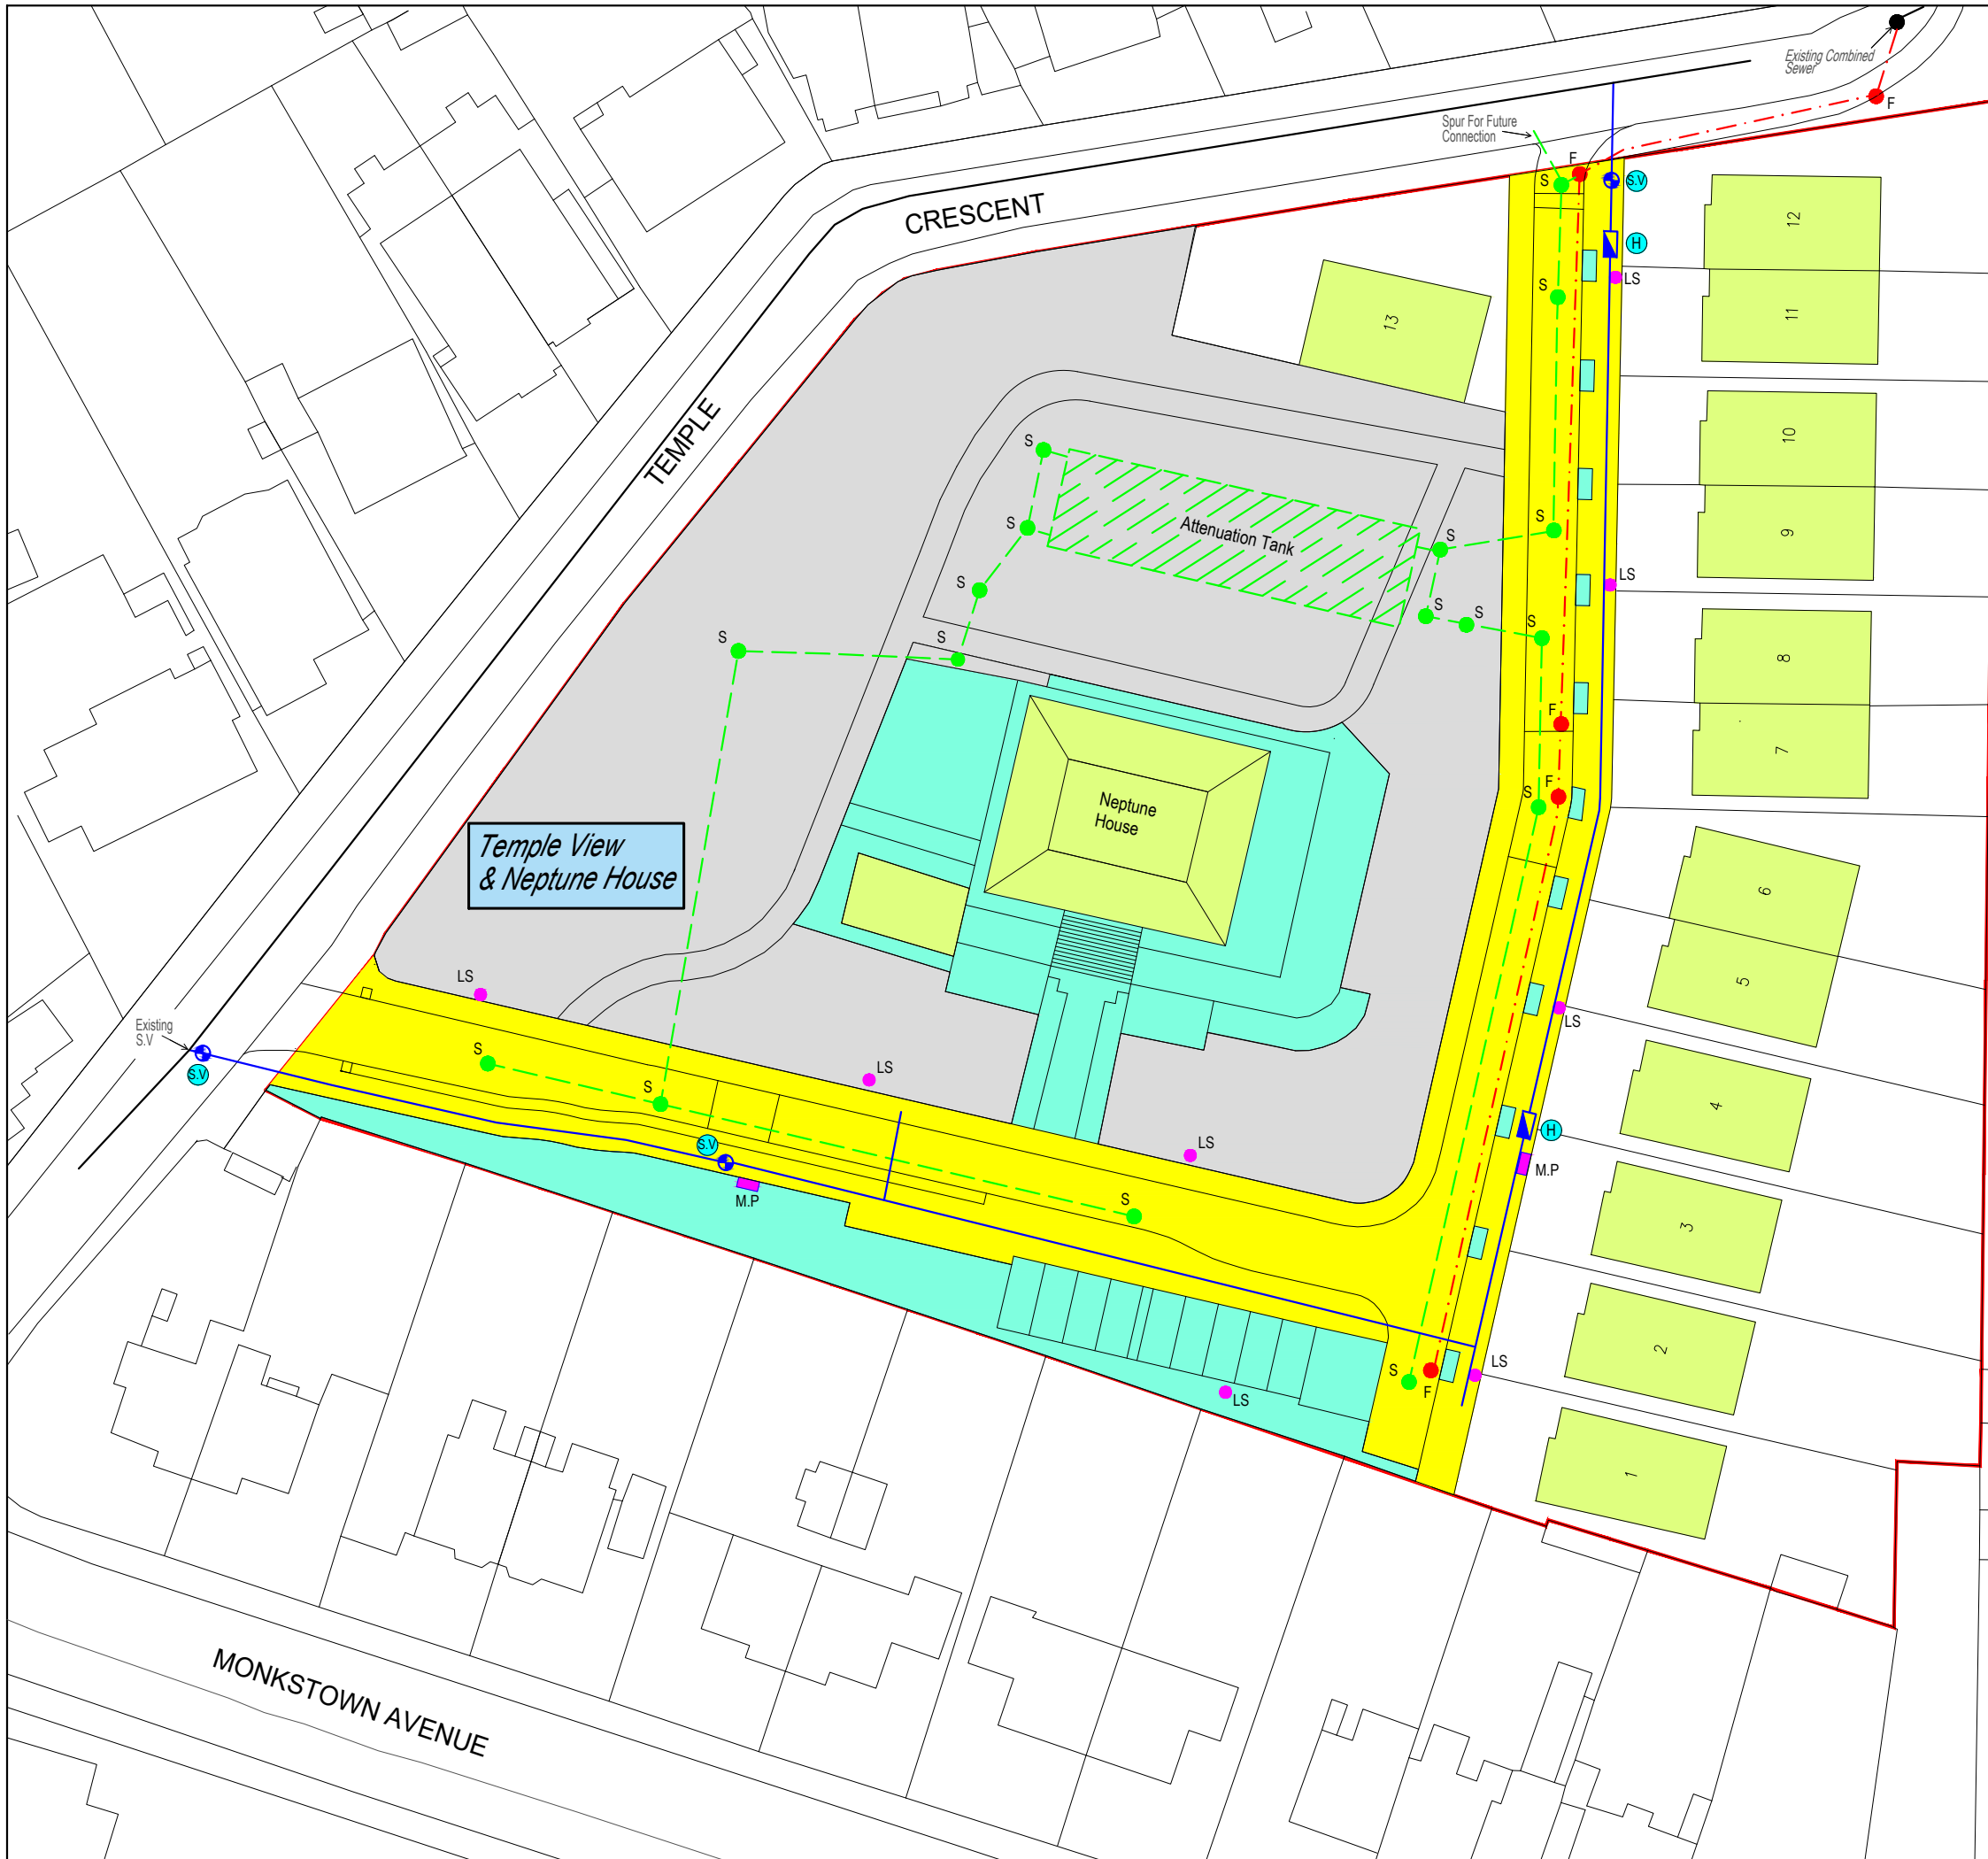 Existing Combined
Sewer
F
Spur For Future
Connection
F
S
S.V
12
CRESCENT
H
LS
S
11
13
TEMPLE
S
10
Attenuation Tank
S
S
S
9
S
LS
S
S
S
S
S
8
F
7
F
S
Neptune
House
Temple View
& Neptune House
6
5
LS
LS
Existing
S.V
S
S.V
LS
S
4
H
S.V
LS
M.P
M.P
S
3
2
LS
S
F
LS
1
MONKSTOWN AVENUE